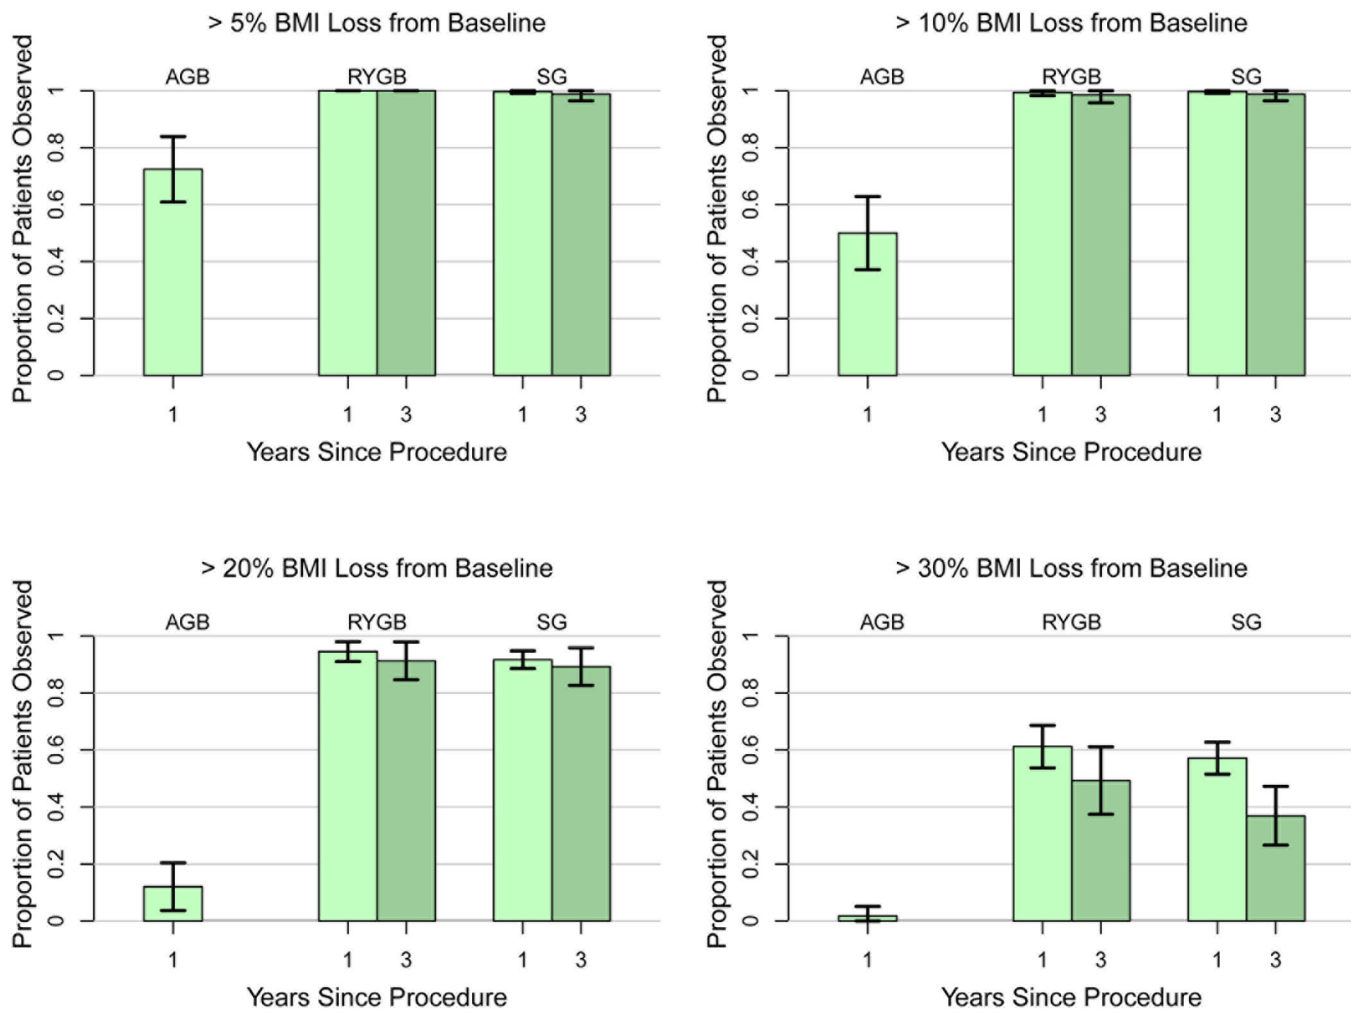 > 5% BMI Loss from Baseline
AGB RYGB SG
Proportion of Patients Observed
1
0.8
0.6
0.4
0.2
0
1 1 3 1 3
Years Since Procedure
> 10% BMI Loss from Baseline
AGB RYGB SG
Proportion of Patients Observed
1
0.8
0.6
0.4
0.2
0
1 1 3 1 3
Years Since Procedure
> 20% BMI Loss from Baseline
AGB RYGB SG
Proportion of Patients Observed
1
0.8
0.6
0.4
0.2
0
1 1 3 1 3
Years Since Procedure
> 30% BMI Loss from Baseline
AGB RYGB SG
Proportion of Patients Observed
1
0.8
0.6
0.4
0.2
0
1 1 3 1 3
Years Since Procedure